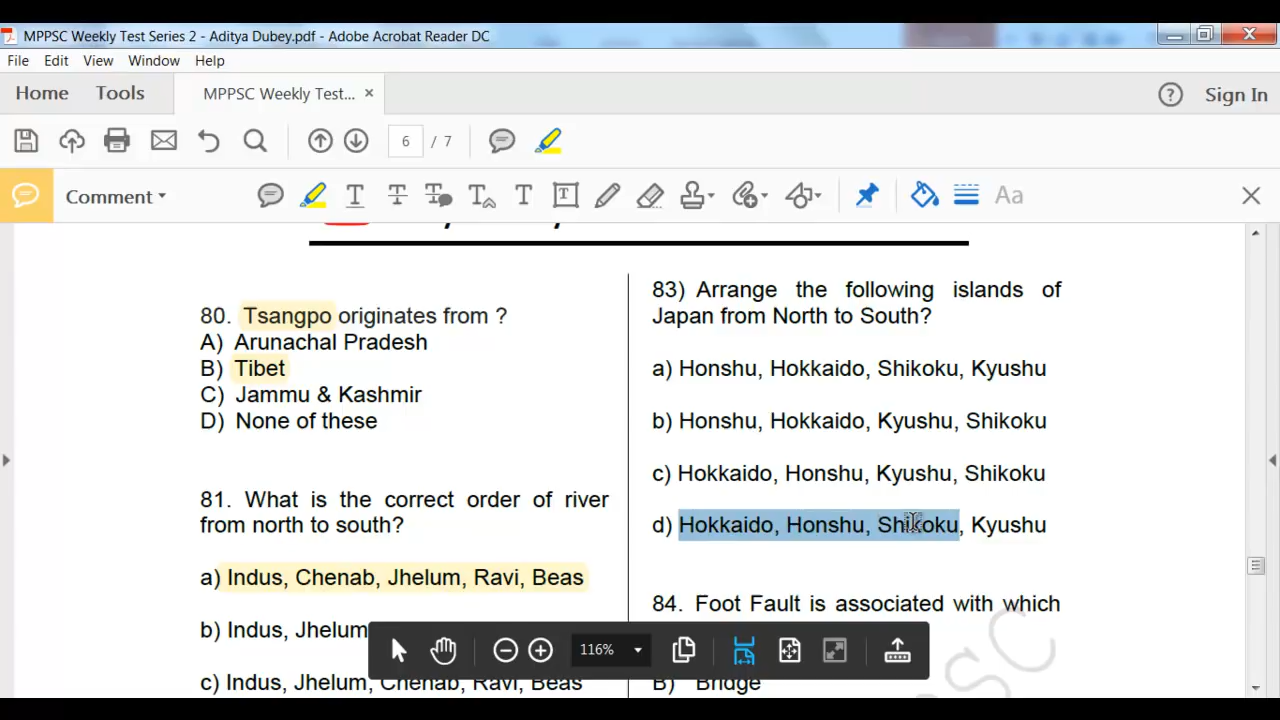 MPPSC Weekly Test Series 2 - Aditya Dubey.pdf - Adobe Acrobat Reader DC
File Edit View Window Help
Home Tools MPPSC Weekly Test... × Sign In
6 / 7
Comment Aa
80. Tsangpo originates from ?
A) Arunachal Pradesh
B) Tibet
C) Jammu & Kashmir
D) None of these
81. What is the correct order of river
from north to south?
a) Indus, Chenab, Jhelum, Ravi, Beas
b) Indus, Jhelum
c) Indus, Jhelum, Chenab, Ravi, Beas
83) Arrange the following islands of
Japan from North to South?
a) Honshu, Hokkaido, Shikoku, Kyushu
b) Honshu, Hokkaido, Kyushu, Shikoku
c) Hokkaido, Honshu, Kyushu, Shikoku
d) Hokkaido, Honshu, Shikoku, Kyushu
84. Foot Fault is associated with which
B) Bridge
116%